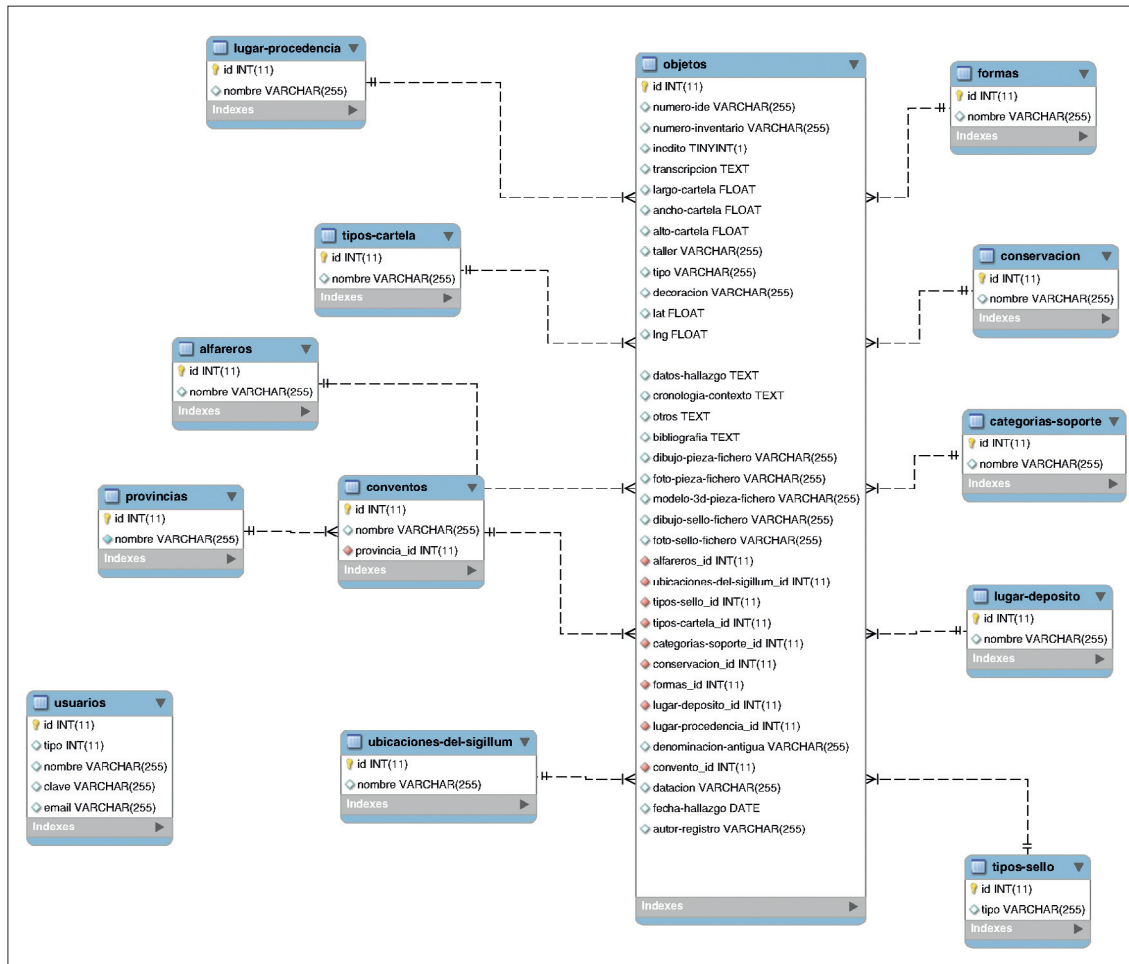 lugar-procedencia
id INT(11)
nombre VARCHAR(255)
Indexes
tipos-cartela
id INT(11)
nombre VARCHAR(255)
Indexes
alfareros
id INT(11)
nombre VARCHAR(255)
Indexes
provincias
id INT(11)
nombre VARCHAR(255)
Indexes
conventos
id INT(11)
nombre VARCHAR(255)
provincia_id INT(11)
Indexes
usuarios
id INT(11)
tipo INT(11)
nombre VARCHAR(255)
clave VARCHAR(255)
email VARCHAR(255)
Indexes
ubicaciones-del-sigillum
id INT(11)
nombre VARCHAR(255)
Indexes
objetos
id INT(11)
numero-ide VARCHAR(255)
numero-inventario VARCHAR(255)
inedito TINYINT(1)
transcripcion TEXT
largo-cartela FLOAT
ancho-cartela FLOAT
alto-cartela FLOAT
taller VARCHAR(255)
tipo VARCHAR(255)
decoracion VARCHAR(255)
lat FLOAT
lng FLOAT
datos-hallazgo TEXT
cronologia-contexto TEXT
otros TEXT
bibliografia TEXT
dibujo-pieza-fichero VARCHAR(255)
foto-pieza-fichero VARCHAR(255)
modelo-3d-pieza-fichero VARCHAR(255)
dibujo-sello-fichero VARCHAR(255)
foto-sello-fichero VARCHAR(255)
alfareros_id INT(11)
ubicaciones-del-sigillum_id INT(11)
tipos-sello_id INT(11)
tipos-cartela_id INT(11)
categorias-soporte_id INT(11)
conservacion_id INT(11)
formas_id INT(11)
lugar-deposito_id INT(11)
lugar-procedencia_id INT(11)
denominacion-antigua VARCHAR(255)
convento_id INT(11)
datacion VARCHAR(255)
fecha-hallazgo DATE
autor-registro VARCHAR(255)
Indexes
formas
id INT(11)
nombre VARCHAR(255)
Indexes
conservacion
id INT(11)
nombre VARCHAR(255)
Indexes
categorias-soporte
id INT(11)
nombre VARCHAR(255)
Indexes
lugar-deposito
id INT(11)
nombre VARCHAR(255)
Indexes
tipos-sello
id INT(11)
tipo VARCHAR(255)
Indexes